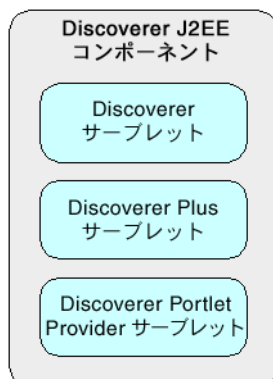 Discoverer J2EE
コンポーネント
Discoverer
サーブレット
Discoverer Plus
サーブレット
Discoverer Portlet
Provider サーブレット